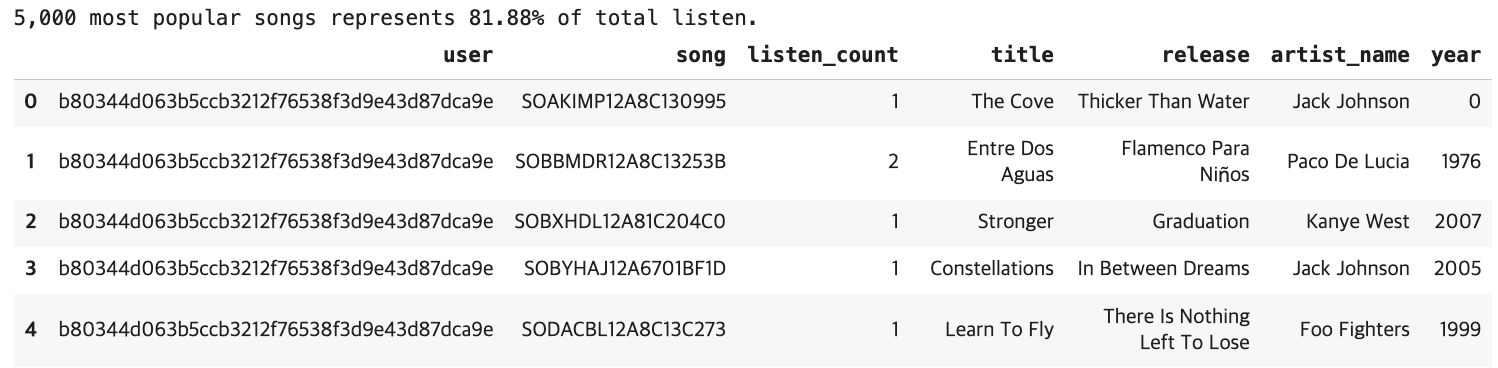 5,000 most popular songs represents 81.88% of total listen.
user song listen_count title release artist_name year
0 b80344d063b5ccb3212f76538f3d9e43d87dca9e SOAKIMP12A8C130995 1 The Cove Thicker Than Water Jack Johnson 0
1 b80344d063b5ccb3212f76538f3d9e43d87dca9e SOBBMDR12A8C13253B 2 Entre Dos Aguas Flamenco Para Niños Paco De Lucia 1976
2 b80344d063b5ccb3212f76538f3d9e43d87dca9e SOBXHDL12A81C204C0 1 Stronger Graduation Kanye West 2007
3 b80344d063b5ccb3212f76538f3d9e43d87dca9e SOBYHAJ12A6701BF1D 1 Constellations In Between Dreams Jack Johnson 2005
4 b80344d063b5ccb3212f76538f3d9e43d87dca9e SODACBL12A8C13C273 1 Learn To Fly There Is Nothing Left To Lose Foo Fighters 1999